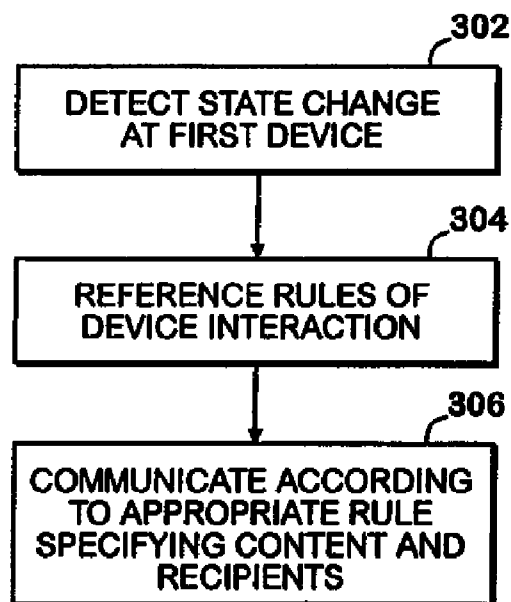 302
DETECT STATE CHANGE
AT FIRST DEVICE
304
REFERENCE RULES OF
DEVICE INTERACTION
306
COMMUNICATE ACCORDING
TO APPROPRIATE RULE
SPECIFYING CONTENT AND
RECIPIENTS